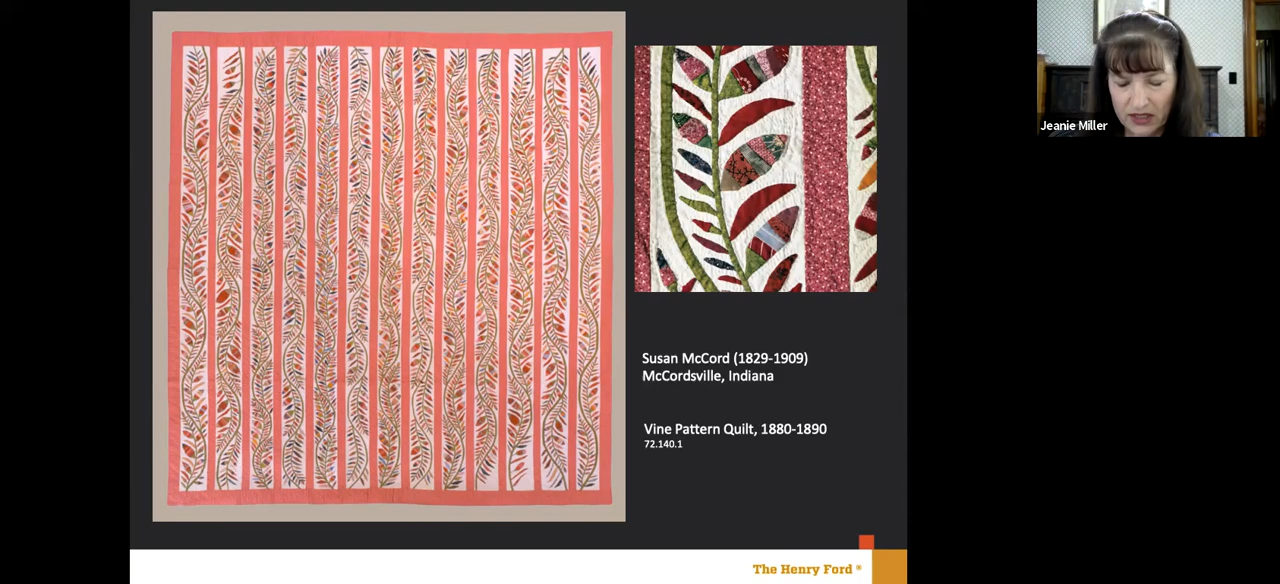 Jeanie Miller
Susan McCord (1829-1909)
McCordsville, Indiana
Vine Pattern Quilt, 1880-1890
72.140.1
The Henry Ford